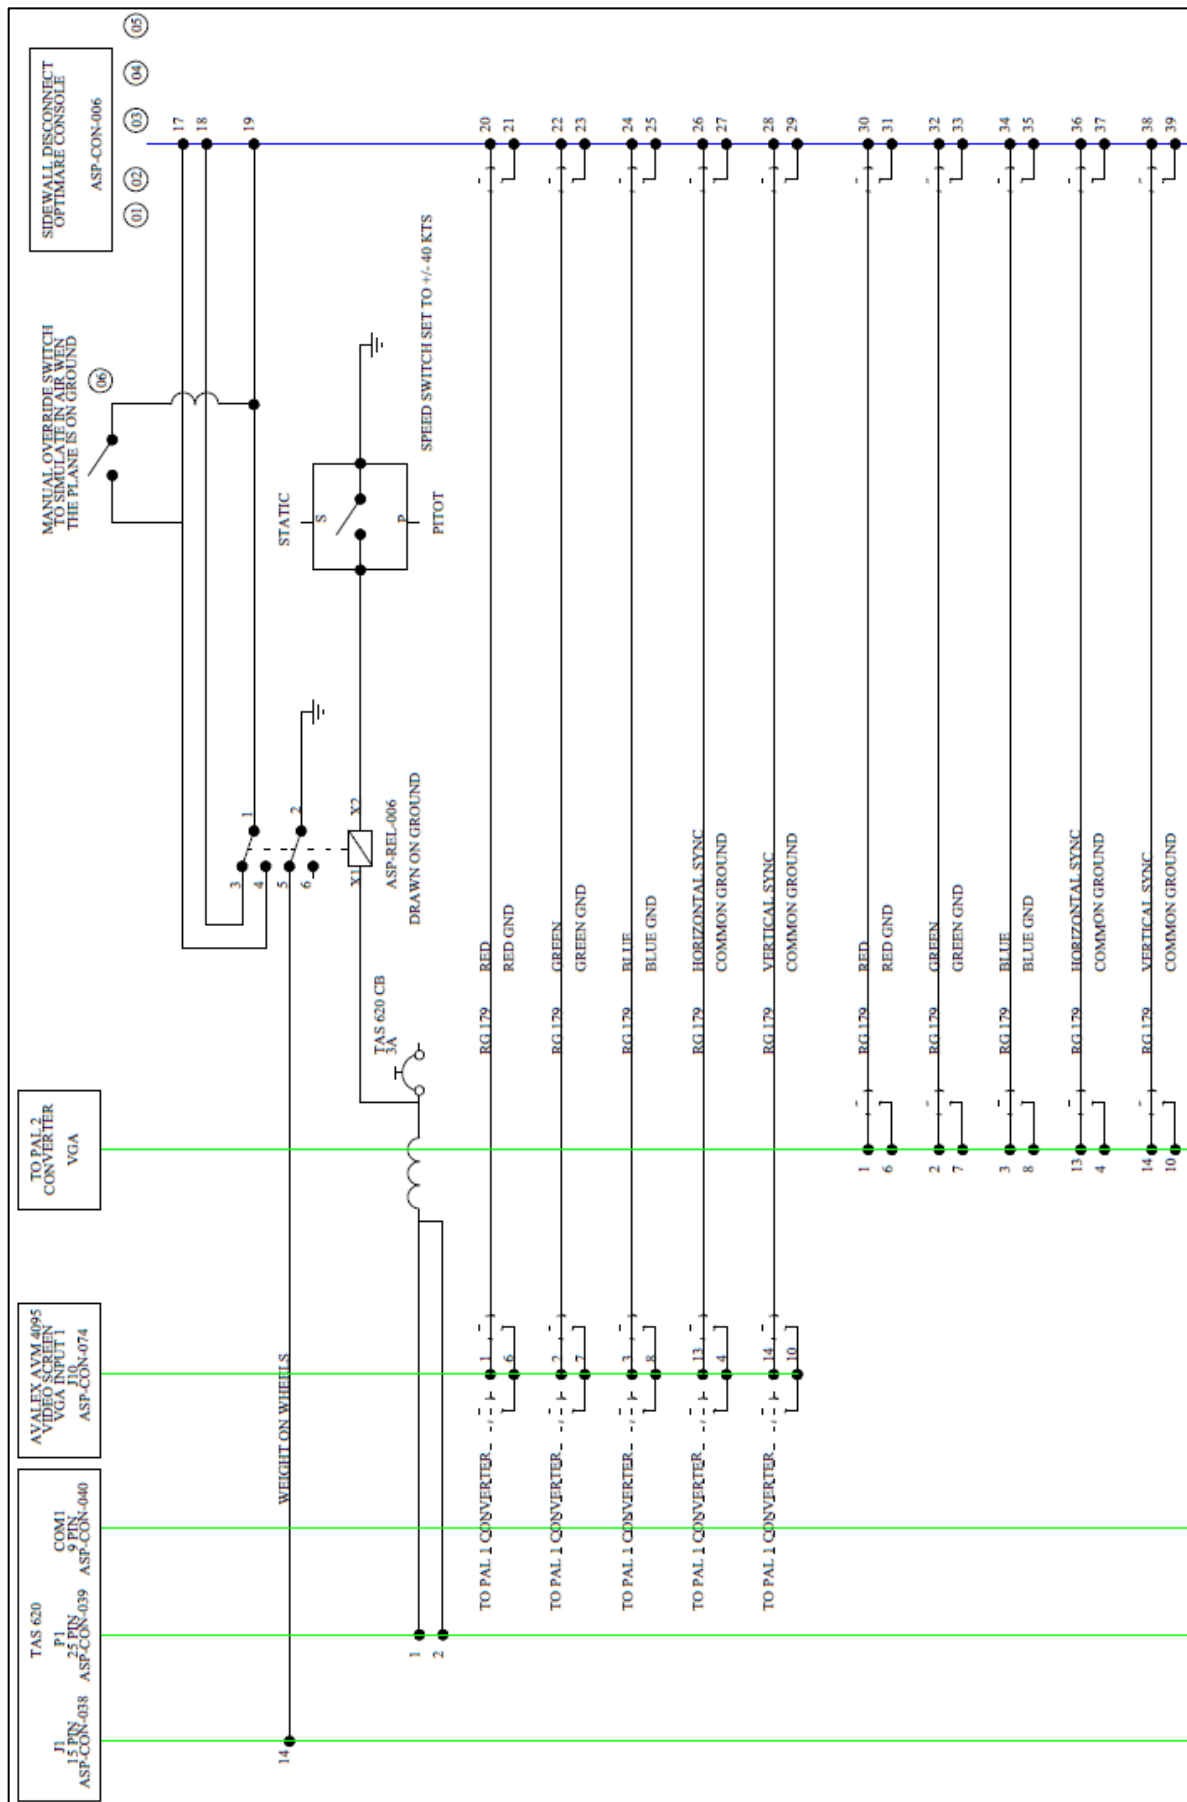 TAS 620
J1
15 PIN
ASP-CON-038
P1
25 PIN
ASP-CON-039
COM1
9 PIN
ASP-CON-040
AVALEX AVM 4095
VIDEO SCREEN
VGA INPUT 1
J10
ASP-CON-074
TO PAL 2
CONVERTER
VGA
MANUAL OVERRIDE SWITCH
TO SIMULATE IN AIR WEN
THE PLANE IS ON GROUND
06
SIDEWALL DISCONNECT
OPTIMARE CONSOLE
ASP-CON-006
01 02 03 04 05
17
18
19
3 1
4
5 2
6
14 WEIGHT ON WHEELS
STATIC
S
P
PITOT
SPEED SWITCH SET TO +/- 40 KTS
X1 X2
ASP-REL-006
DRAWN ON GROUND
TAS 620 CB
3A
1
2
TO PAL 1 CONVERTER 1 RG 179 RED 20
6 RED GND 21
TO PAL 1 CONVERTER 2 RG 179 GREEN 22
7 GREEN GND 23
TO PAL 1 CONVERTER 3 RG 179 BLUE 24
8 BLUE GND 25
TO PAL 1 CONVERTER 13 RG 179 HORIZONTAL SYNC 26
4 COMMON GROUND 27
TO PAL 1 CONVERTER 14 RG 179 VERTICAL SYNC 28
10 COMMON GROUND 29
1 RG 179 RED 30
6 RED GND 31
2 RG 179 GREEN 32
7 GREEN GND 33
3 RG 179 BLUE 34
8 BLUE GND 35
13 RG 179 HORIZONTAL SYNC 36
4 COMMON GROUND 37
14 RG 179 VERTICAL SYNC 38
10 COMMON GROUND 39